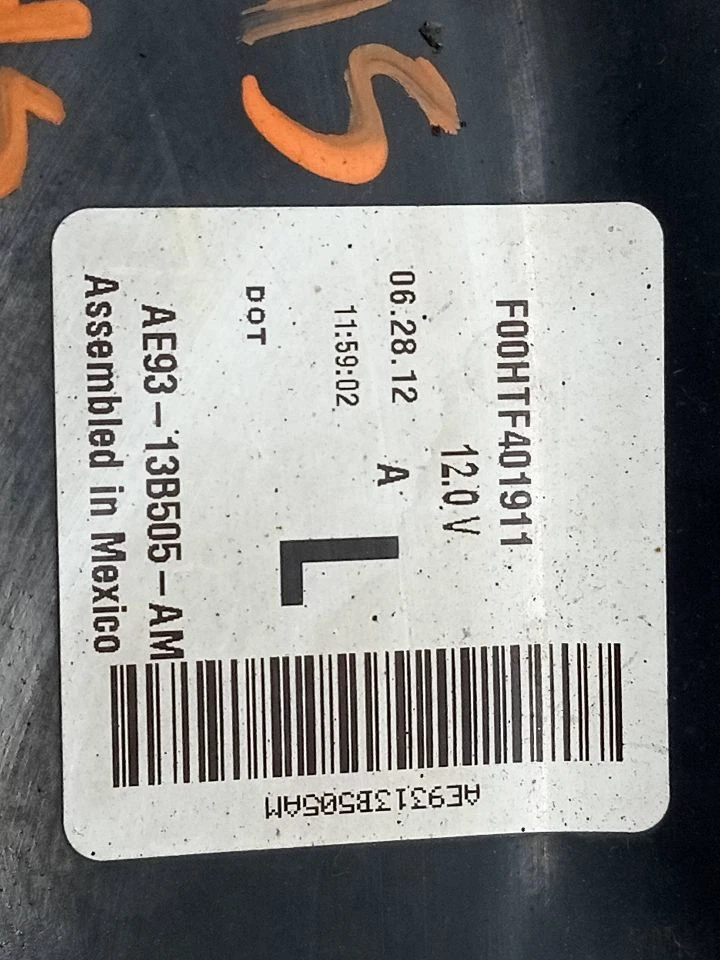 F00HTF401911
12.0 V
06.28.12 A
11:59:02
L
DOT
AE93-13B505-AM
Assembled in Mexico
AE9313B505AM